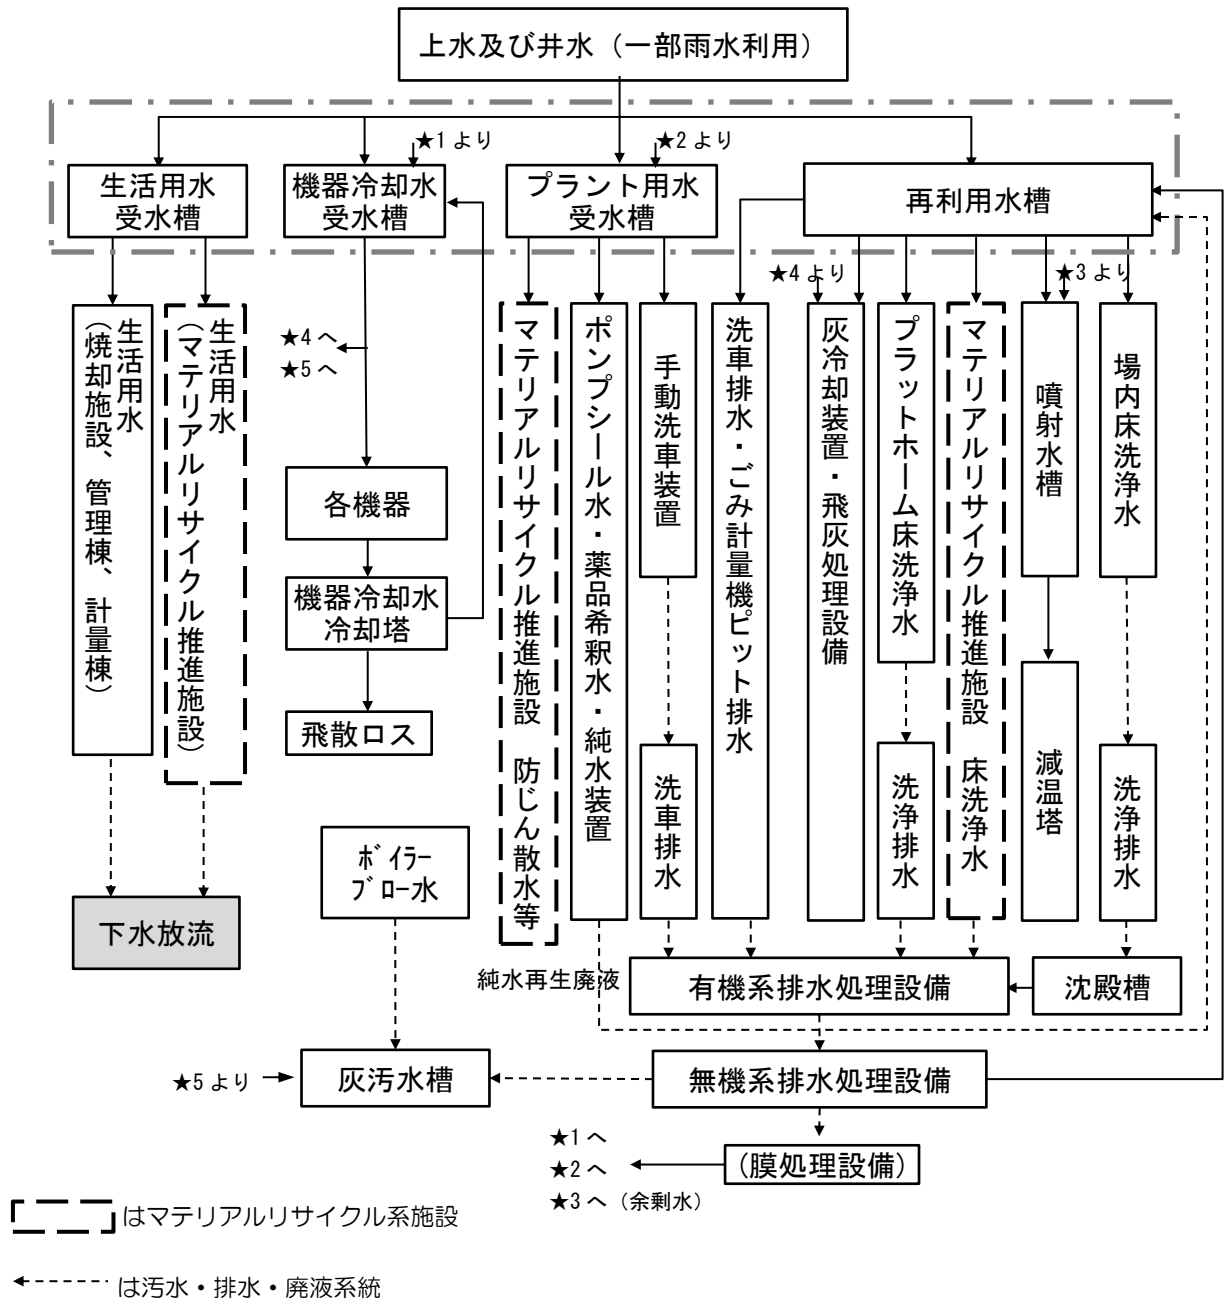 上水及び井水（一部雨水利用）
★1 より
★2 より
生活用水
受水槽
機器冷却水
受水槽
プラント用水
受水槽
再利用水槽
★4 より
★3 より
生活用水
（焼却施設、管理棟、計量棟）
生活用水
（マテリアルリサイクル推進施設）
★4 へ
★5 へ
各機器
機器冷却水
冷却塔
飛散ロス
マテリアルリサイクル推進施設　防じん散水等
ポンプシール水・薬品希釈水・純水装置
手動洗車装置
洗車排水
洗車排水・ごみ計量機ピット排水
灰冷却装置・飛灰処理設備
プラットホーム床洗浄水
洗浄排水
マテリアルリサイクル推進施設　床洗浄水
噴射水槽
減温塔
場内床洗浄水
洗浄排水
ﾎﾞｲﾗｰ
ﾌﾞﾛｰ水
下水放流
純水再生廃液
有機系排水処理設備
沈殿槽
★5 より
灰汚水槽
無機系排水処理設備
★1 へ
★2 へ
★3 へ（余剰水）
（膜処理設備）
はマテリアルリサイクル系施設
は汚水・排水・廃液系統